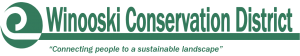 Winooski Conservation District
"Connecting people to a sustainable landscape"